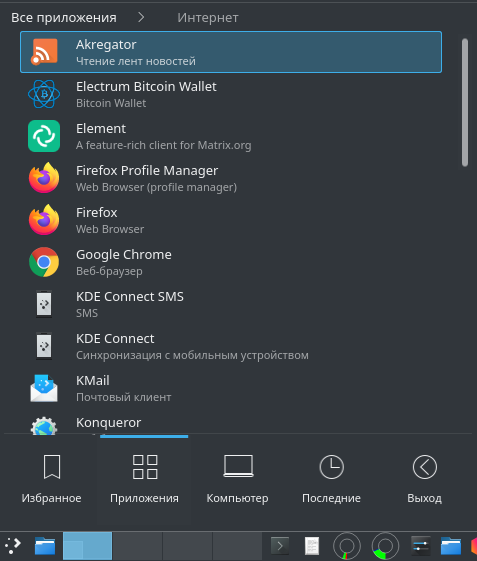 Все приложения
Интернет
Akregator
Чтение лент новостей
Electrum Bitcoin Wallet
Bitcoin Wallet
Element
A feature-rich client for Matrix.org
Firefox Profile Manager
Web Browser (profile manager)
Firefox
Web Browser
Google Chrome
Веб-браузер
KDE Connect SMS
SMS
KDE Connect
Синхронизация с мобильным устройством
KMail
Почтовый клиент
Konqueror
Избранное
Приложения
Компьютер
Последние
Выход